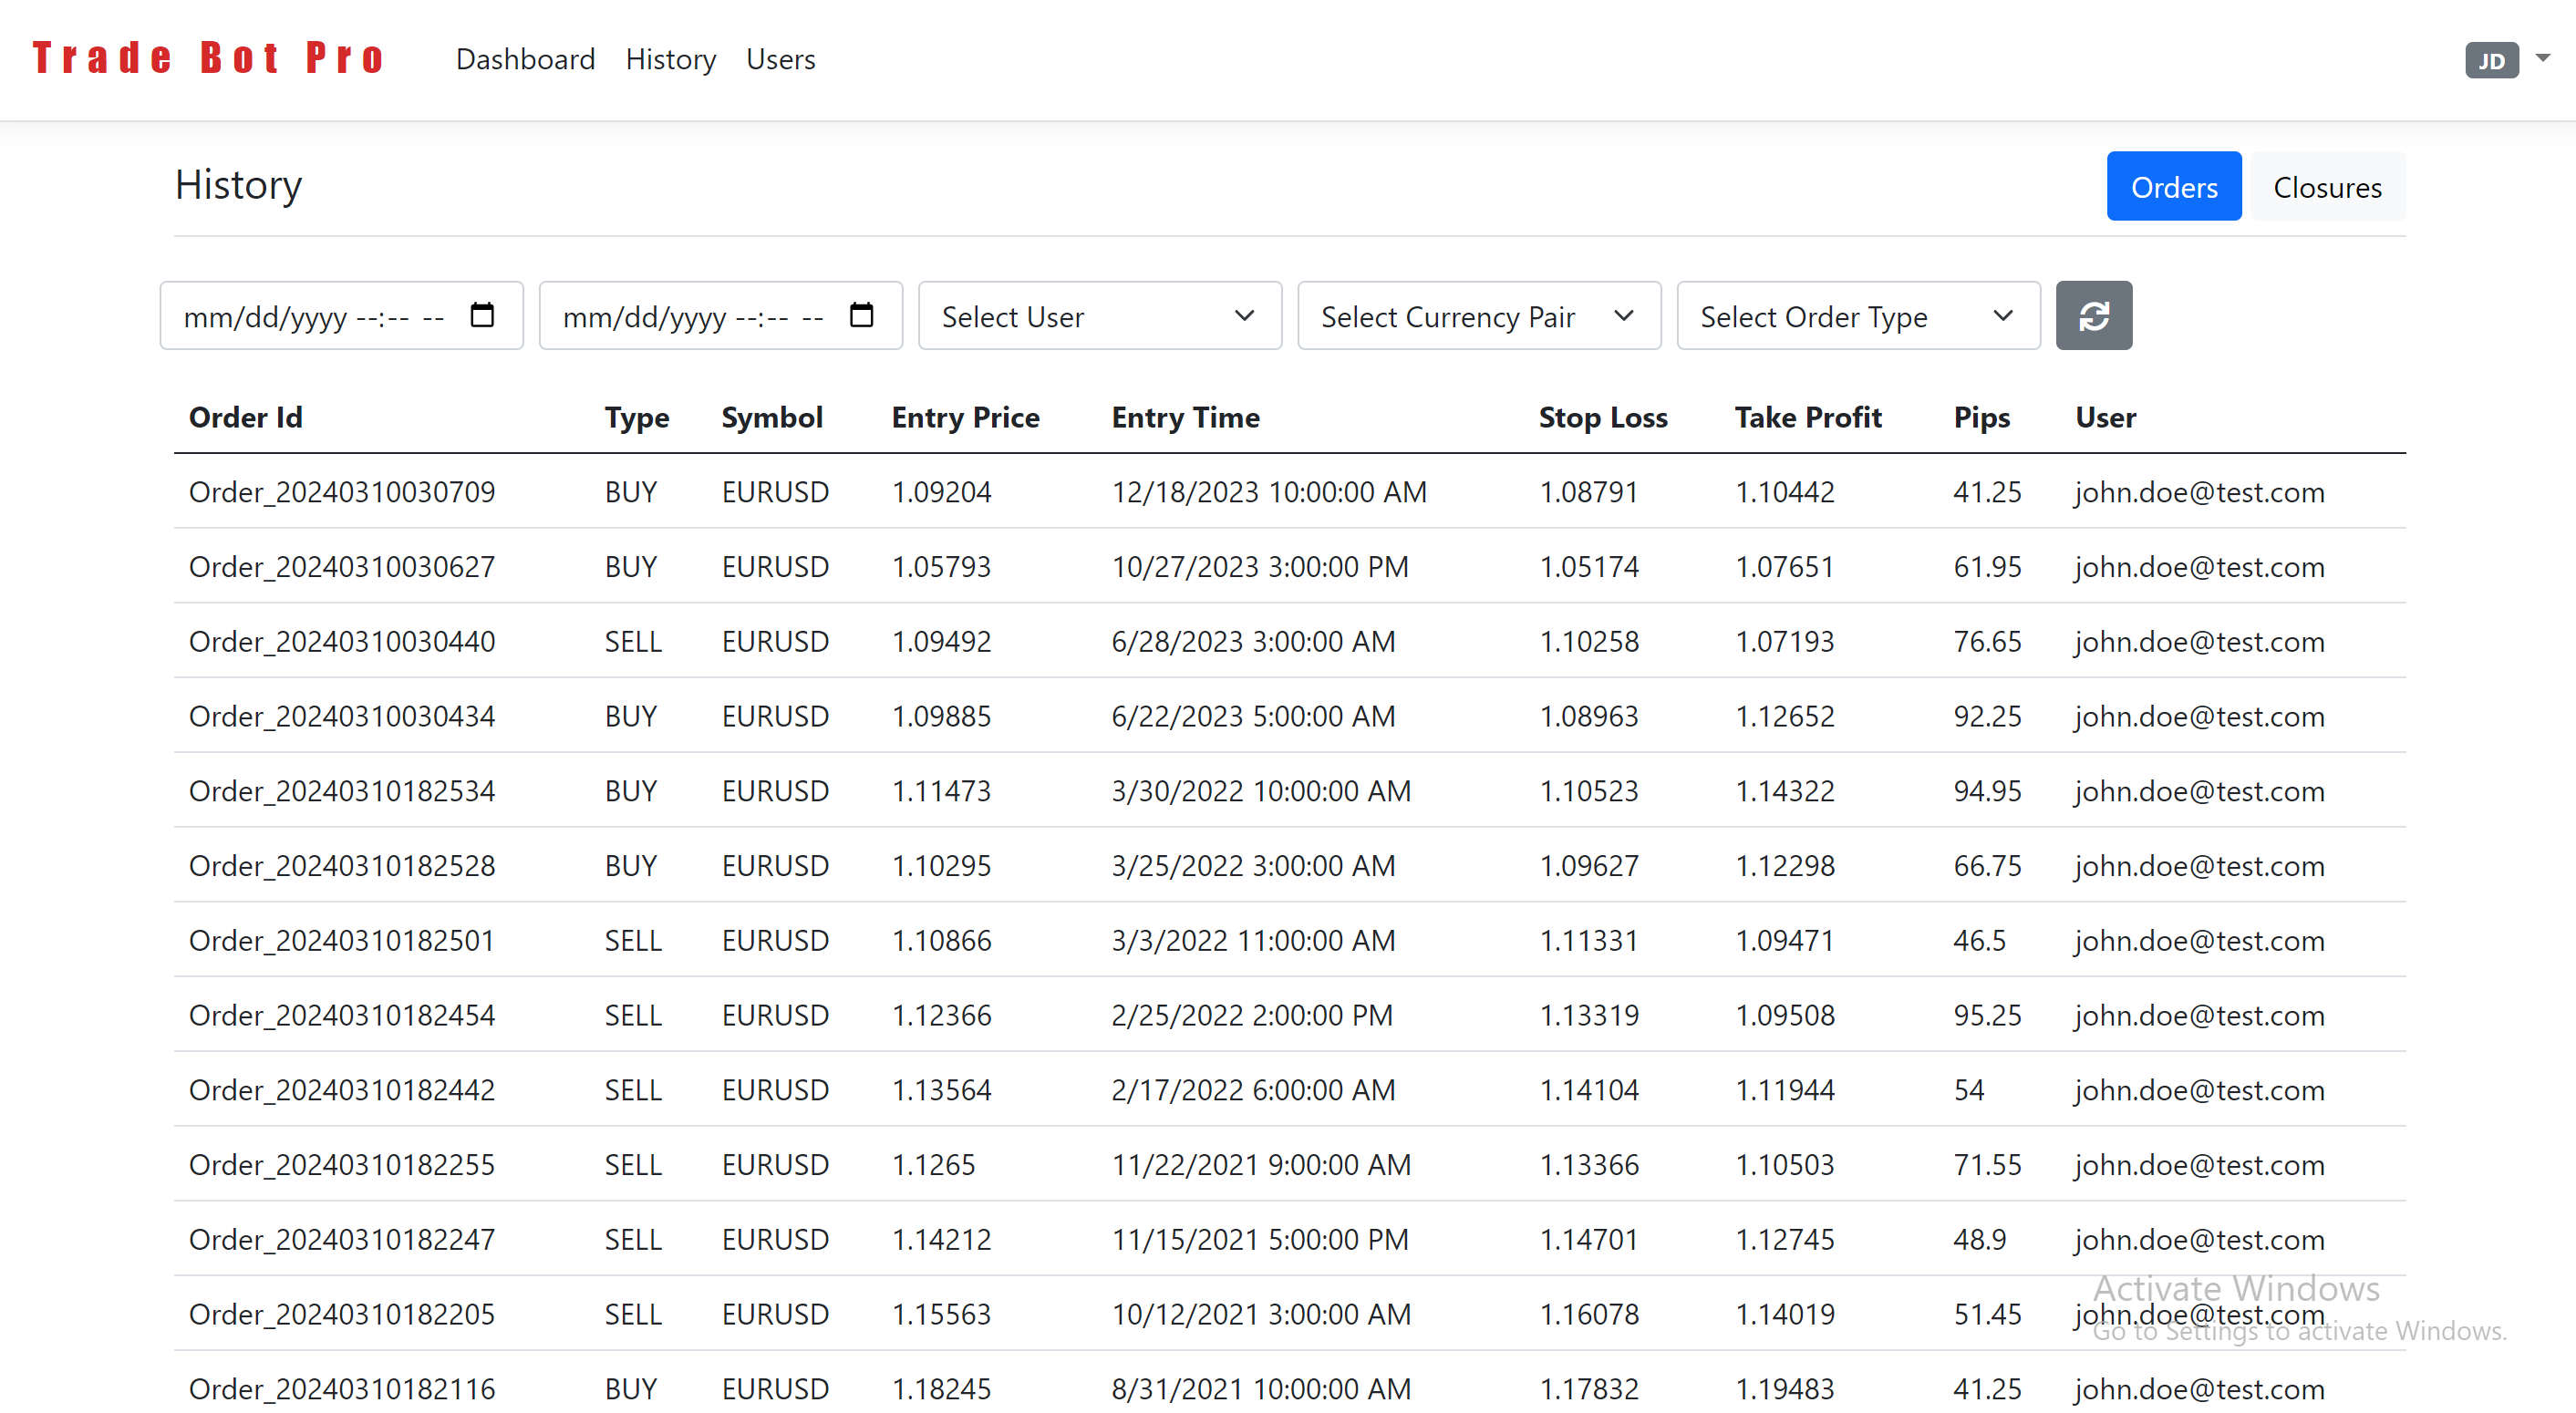 Trade Bot Pro Dashboard History Users JD
History Orders Closures
mm/dd/yyyy --:-- -- mm/dd/yyyy --:-- -- Select User Select Currency Pair Select Order Type
Order Id Type Symbol Entry Price Entry Time Stop Loss Take Profit Pips User
Order_20240310030709 BUY EURUSD 1.09204 12/18/2023 10:00:00 AM 1.08791 1.10442 41.25 john.doe@test.com
Order_20240310030627 BUY EURUSD 1.05793 10/27/2023 3:00:00 PM 1.05174 1.07651 61.95 john.doe@test.com
Order_20240310030440 SELL EURUSD 1.09492 6/28/2023 3:00:00 AM 1.10258 1.07193 76.65 john.doe@test.com
Order_20240310030434 BUY EURUSD 1.09885 6/22/2023 5:00:00 AM 1.08963 1.12652 92.25 john.doe@test.com
Order_20240310182534 BUY EURUSD 1.11473 3/30/2022 10:00:00 AM 1.10523 1.14322 94.95 john.doe@test.com
Order_20240310182528 BUY EURUSD 1.10295 3/25/2022 3:00:00 AM 1.09627 1.12298 66.75 john.doe@test.com
Order_20240310182501 SELL EURUSD 1.10866 3/3/2022 11:00:00 AM 1.11331 1.09471 46.5 john.doe@test.com
Order_20240310182454 SELL EURUSD 1.12366 2/25/2022 2:00:00 PM 1.13319 1.09508 95.25 john.doe@test.com
Order_20240310182442 SELL EURUSD 1.13564 2/17/2022 6:00:00 AM 1.14104 1.11944 54 john.doe@test.com
Order_20240310182255 SELL EURUSD 1.1265 11/22/2021 9:00:00 AM 1.13366 1.10503 71.55 john.doe@test.com
Order_20240310182247 SELL EURUSD 1.14212 11/15/2021 5:00:00 PM 1.14701 1.12745 48.9 john.doe@test.com
Activate Windows
Order_20240310182205 SELL EURUSD 1.15563 10/12/2021 3:00:00 AM 1.16078 1.14019 51.45 john.doe@test.com
Go to Settings to activate Windows.
Order_20240310182116 BUY EURUSD 1.18245 8/31/2021 10:00:00 AM 1.17832 1.19483 41.25 john.doe@test.com